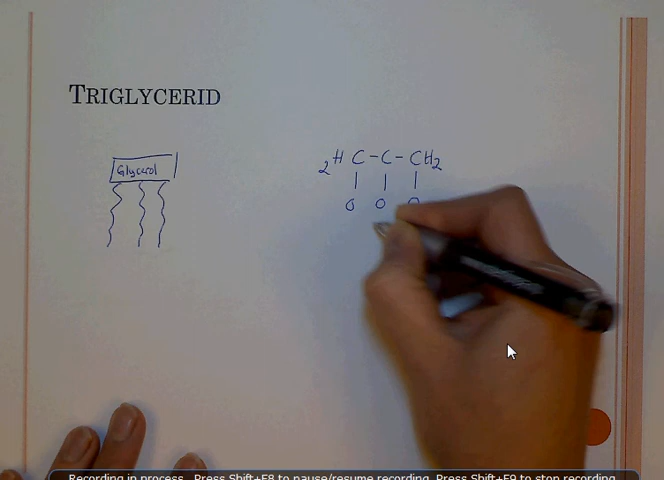 TRIGLYCERID
Glycerol
₂H C - C - CH₂
O O O
Recording in process. Press Shift+F8 to pause/resume recording. Press Shift+F9 to stop recording.